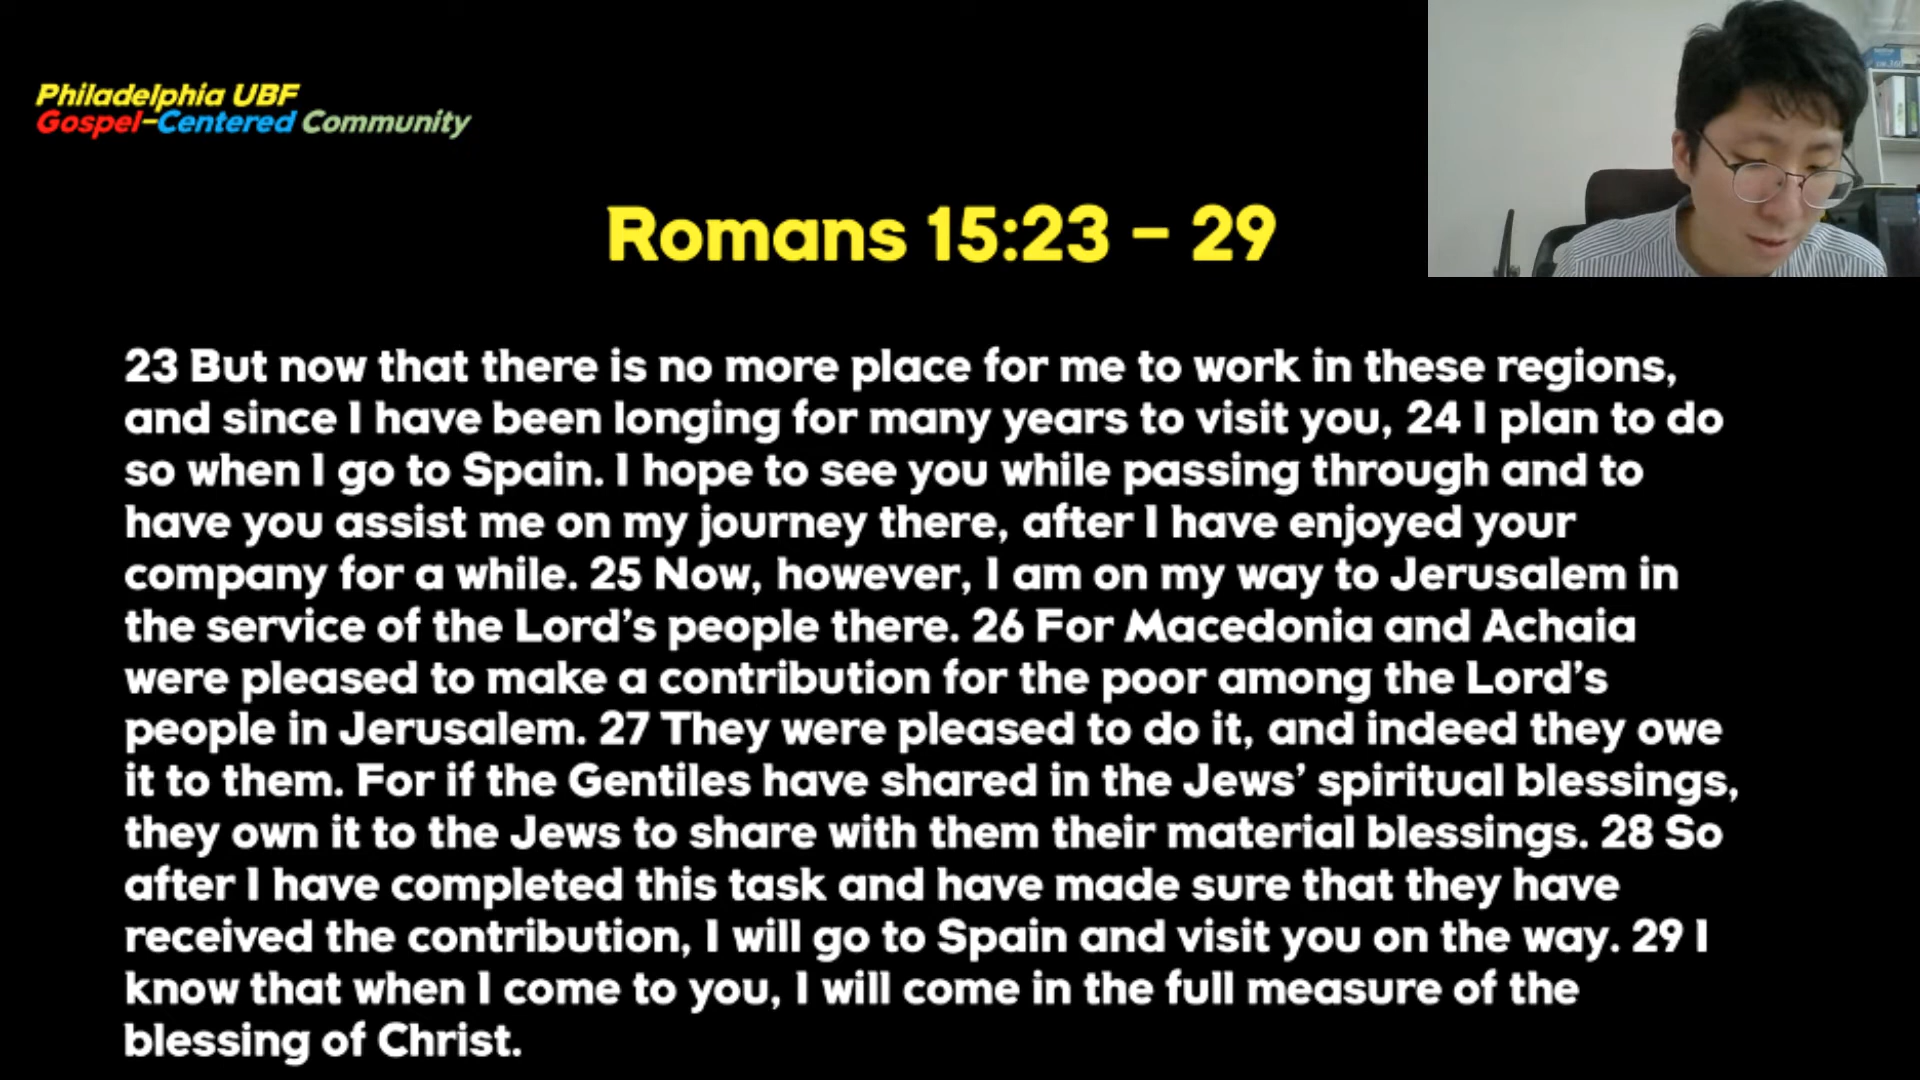 Philadelphia UBF
Gospel-Centered Community
Romans 15:23 – 29
23 But now that there is no more place for me to work in these regions,
and since I have been longing for many years to visit you, 24 I plan to do
so when I go to Spain. I hope to see you while passing through and to
have you assist me on my journey there, after I have enjoyed your
company for a while. 25 Now, however, I am on my way to Jerusalem in
the service of the Lord’s people there. 26 For Macedonia and Achaia
were pleased to make a contribution for the poor among the Lord’s
people in Jerusalem. 27 They were pleased to do it, and indeed they owe
it to them. For if the Gentiles have shared in the Jews’ spiritual blessings,
they own it to the Jews to share with them their material blessings. 28 So
after I have completed this task and have made sure that they have
received the contribution, I will go to Spain and visit you on the way. 29 I
know that when I come to you, I will come in the full measure of the
blessing of Christ.